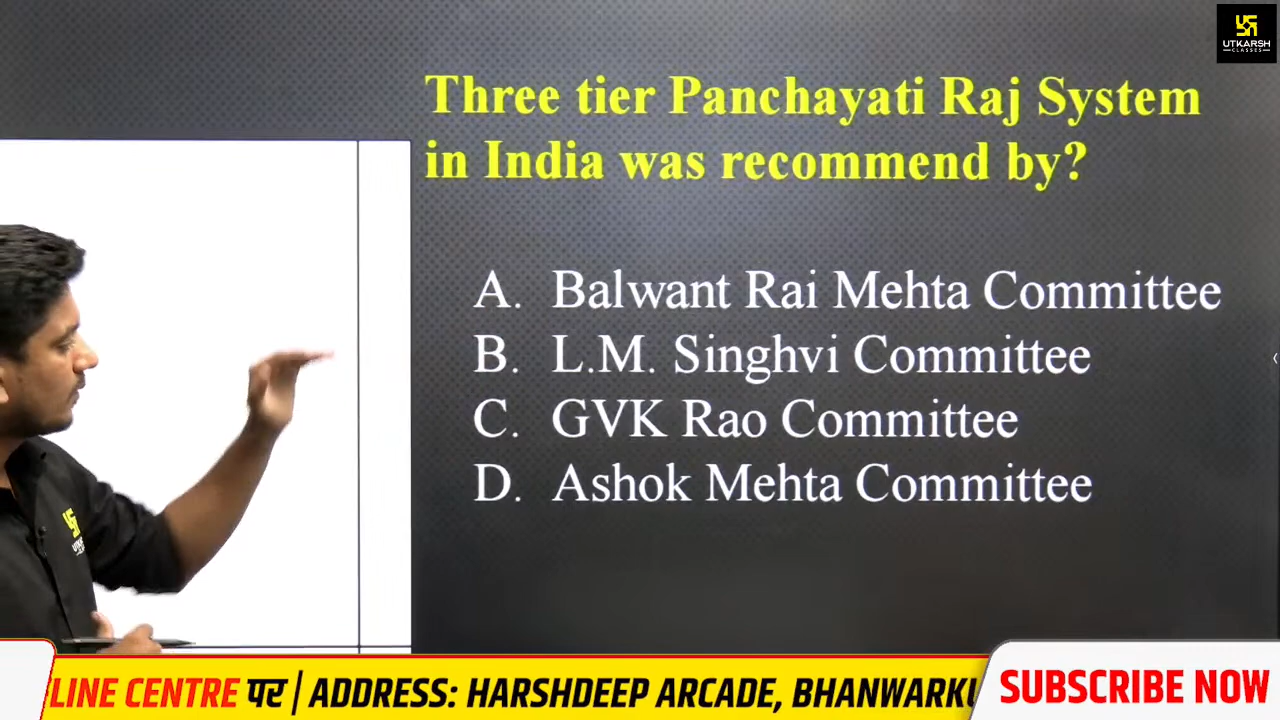 UTKARSH
CLASSES
Three tier Panchayati Raj System
in India was recommend by?
A. Balwant Rai Mehta Committee
B. L.M. Singhvi Committee
C. GVK Rao Committee
D. Ashok Mehta Committee
LINE CENTRE पर | ADDRESS: HARSHDEEP ARCADE,
SUBSCRIBE NOW